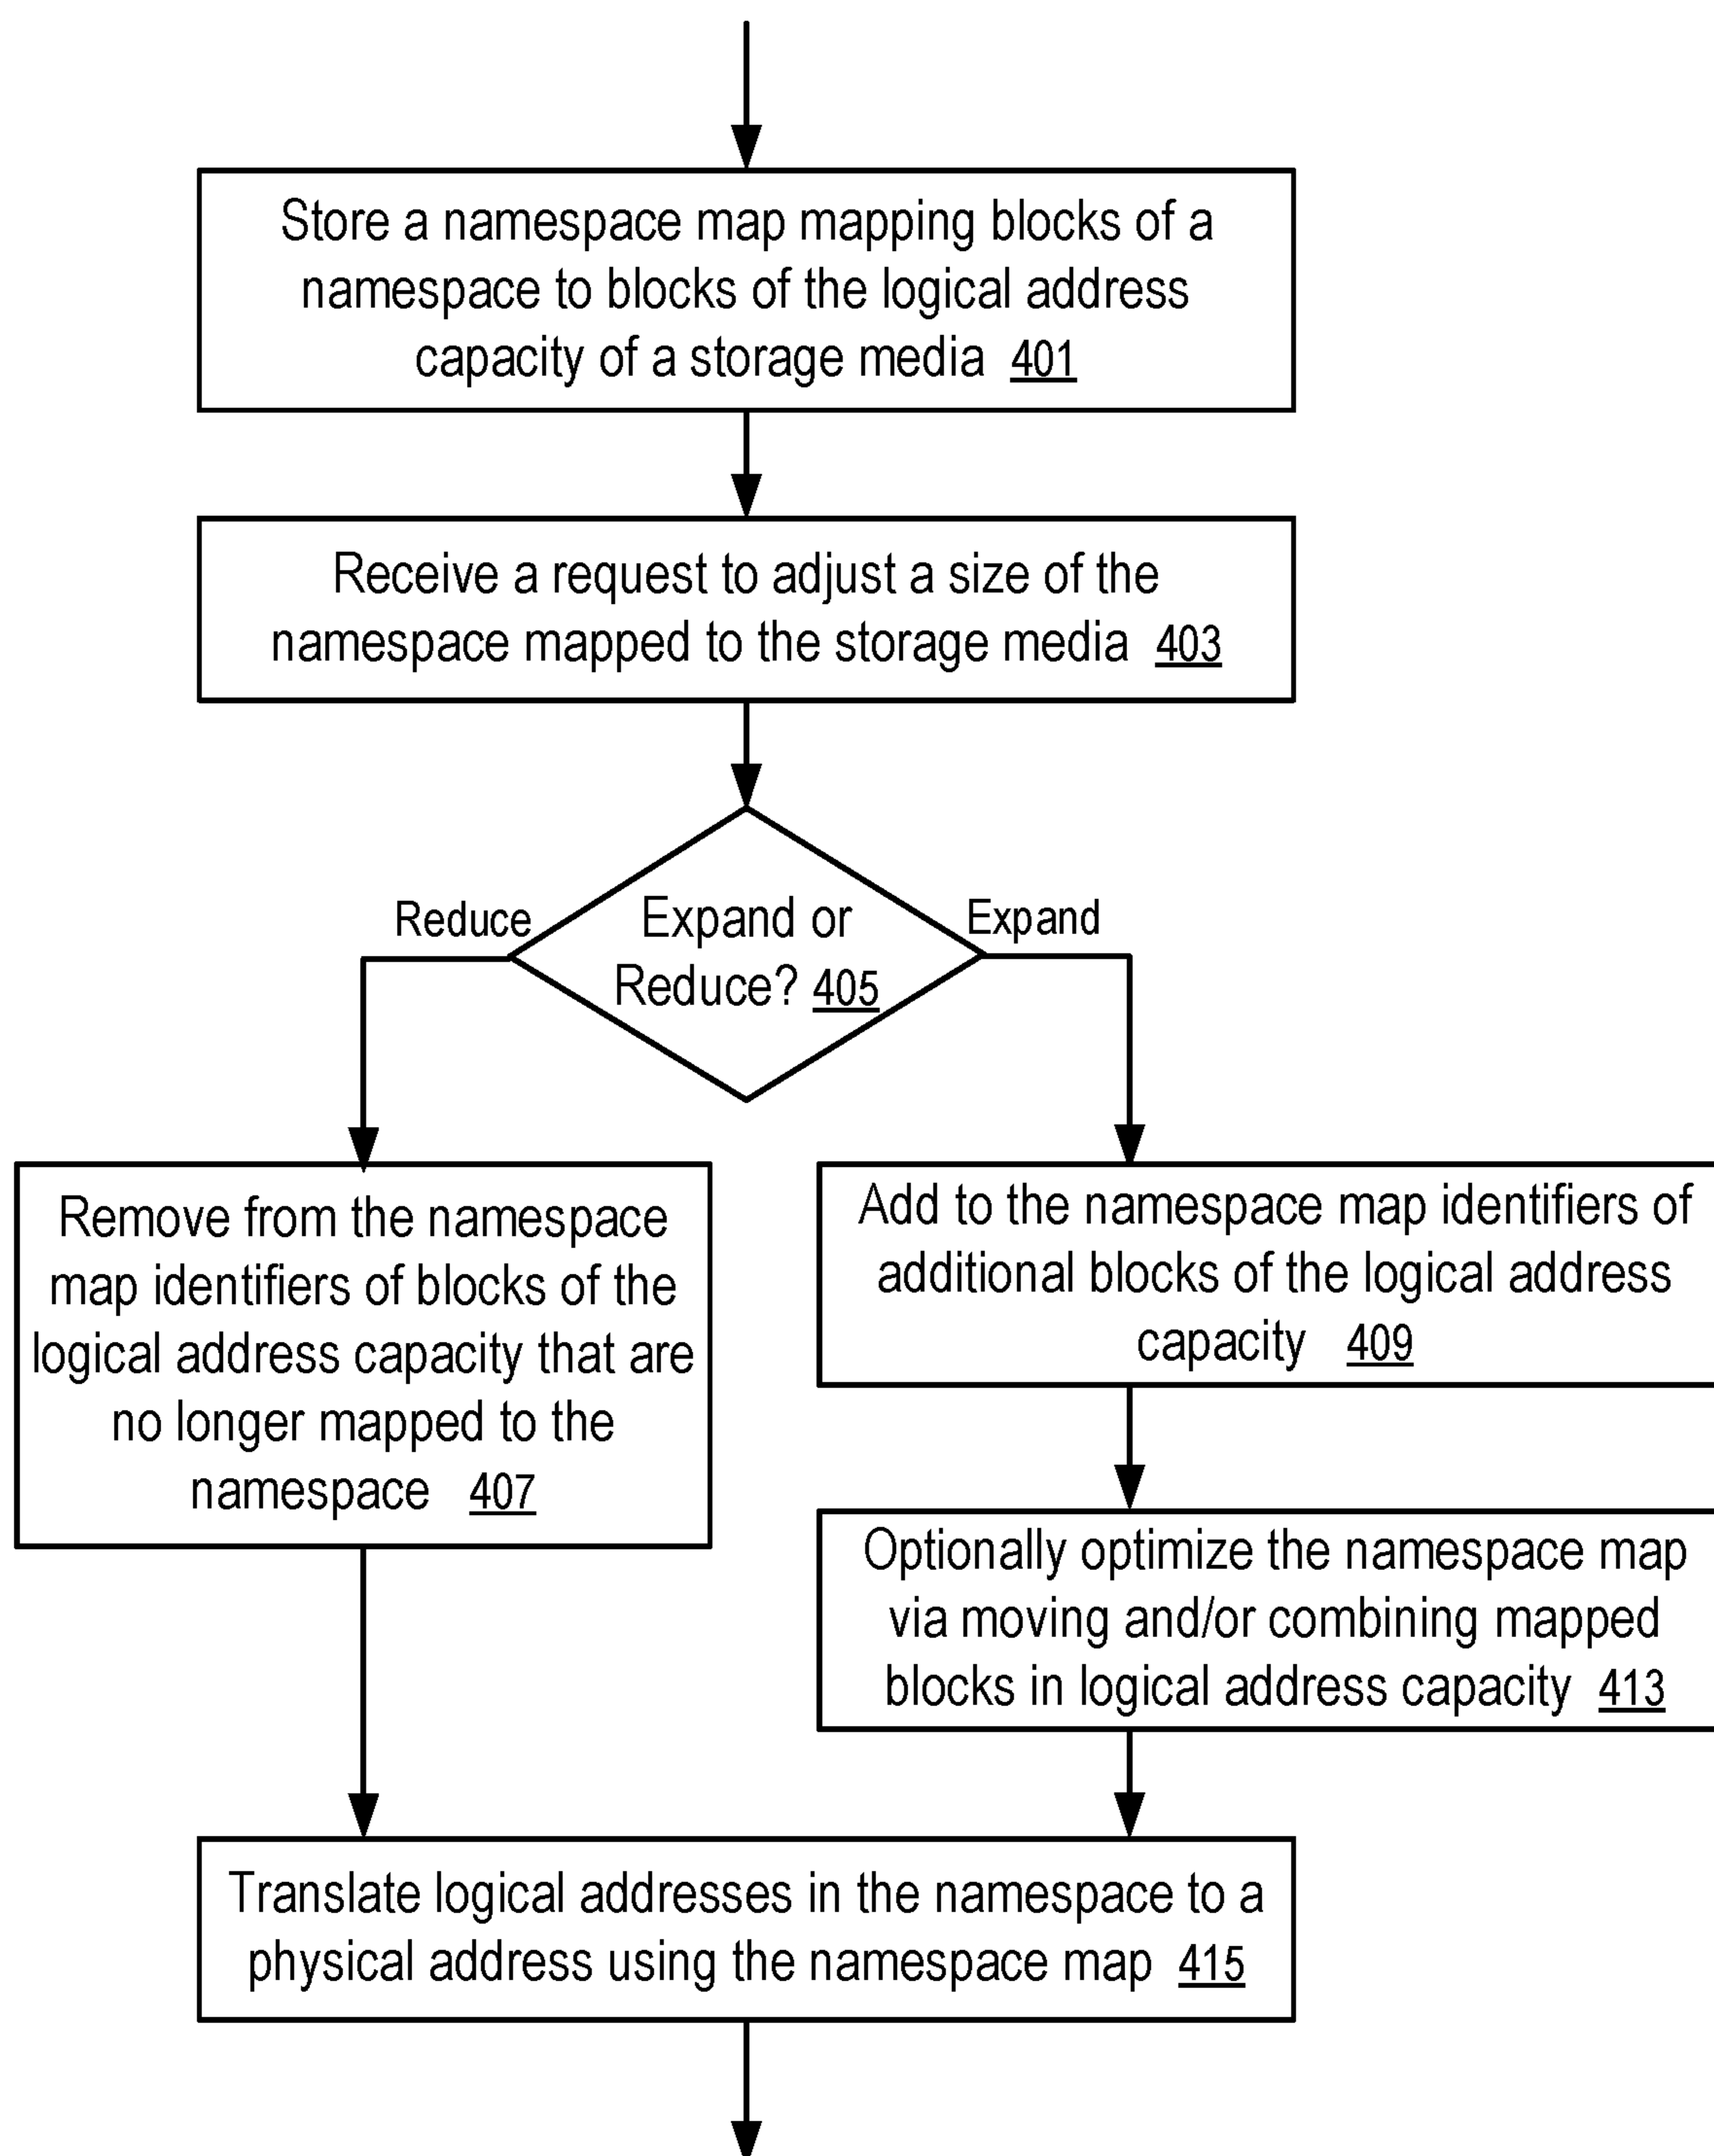 Store a namespace map mapping blocks of a
namespace to blocks of the logical address
capacity of a storage media 401
Receive a request to adjust a size of the
namespace mapped to the storage media 403
Reduce
Expand or
Reduce? 405
Expand
Remove from the namespace
map identifiers of blocks of the
logical address capacity that are
no longer mapped to the
namespace 407
Add to the namespace map identifiers of
additional blocks of the logical address
capacity 409
Optionally optimize the namespace map
via moving and/or combining mapped
blocks in logical address capacity 413
Translate logical addresses in the namespace to a
physical address using the namespace map 415